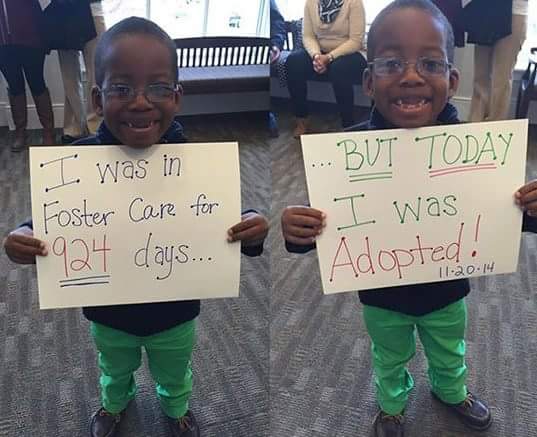 I was in
Foster Care for
924 days...
... BUT TODAY
I was
Adopted!
11-20-14